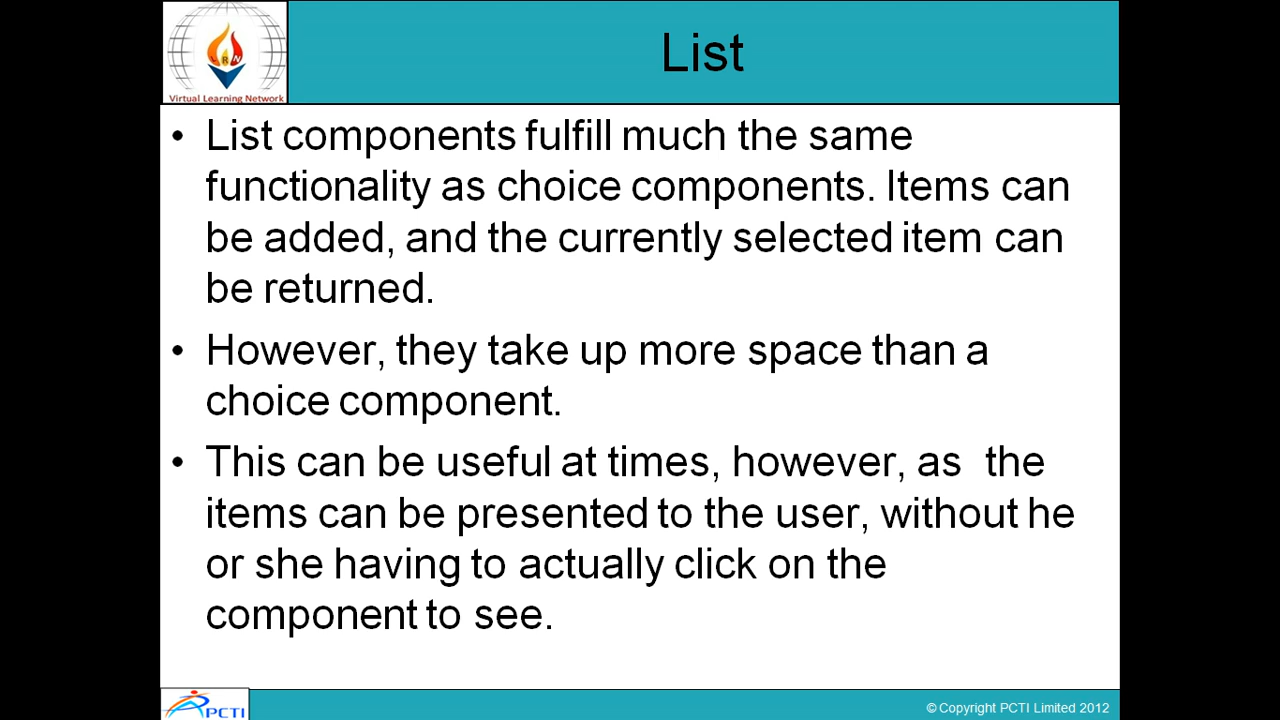 List
VLRN
Virtual Learning Network
• List components fulfill much the same
functionality as choice components. Items can
be added, and the currently selected item can
be returned.
• However, they take up more space than a
choice component.
• This can be useful at times, however, as  the
items can be presented to the user, without he
or she having to actually click on the
component to see.
PCTI
© Copyright PCTI Limited 2012